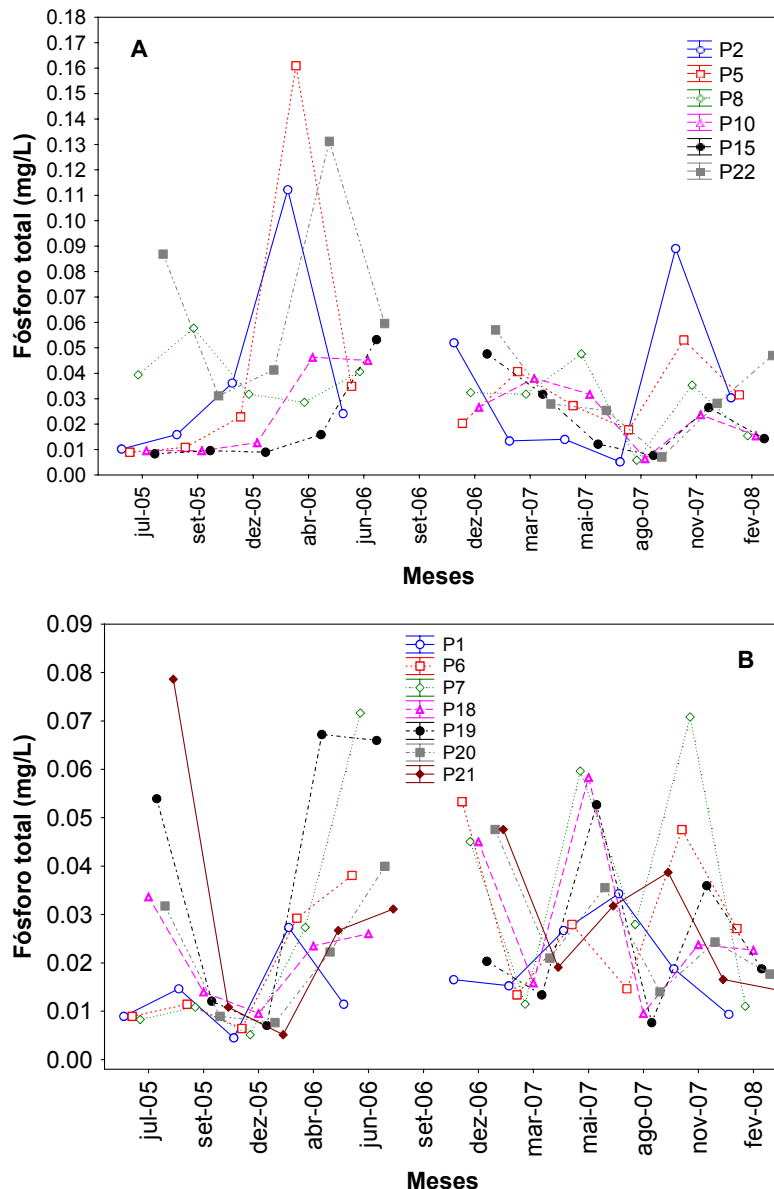 A
Fósforo total (mg/L)
0.18
0.17
0.16
0.15
0.14
0.13
0.12
0.11
0.10
0.09
0.08
0.07
0.06
0.05
0.04
0.03
0.02
0.01
0.00
P2
P5
P8
P10
P15
P22
jul-05
set-05
dez-05
abr-06
jun-06
set-06
dez-06
mar-07
mai-07
ago-07
nov-07
fev-08
Meses
B
Fósforo total (mg/L)
0.09
0.08
0.07
0.06
0.05
0.04
0.03
0.02
0.01
0.00
P1
P6
P7
P18
P19
P20
P21
jul-05
set-05
dez-05
abr-06
jun-06
set-06
dez-06
mar-07
mai-07
ago-07
nov-07
fev-08
Meses